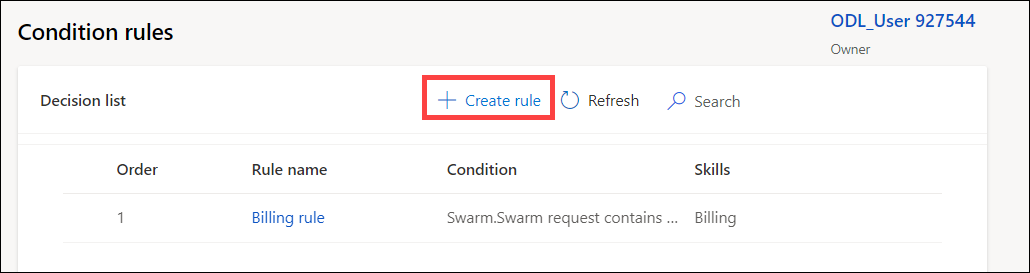 Condition rules
ODL_User 927544
Owner
Decision list
Create rule
Refresh
Search
Order Rule name Condition Skills
1 Billing rule Swarm.Swarm request contains ... Billing